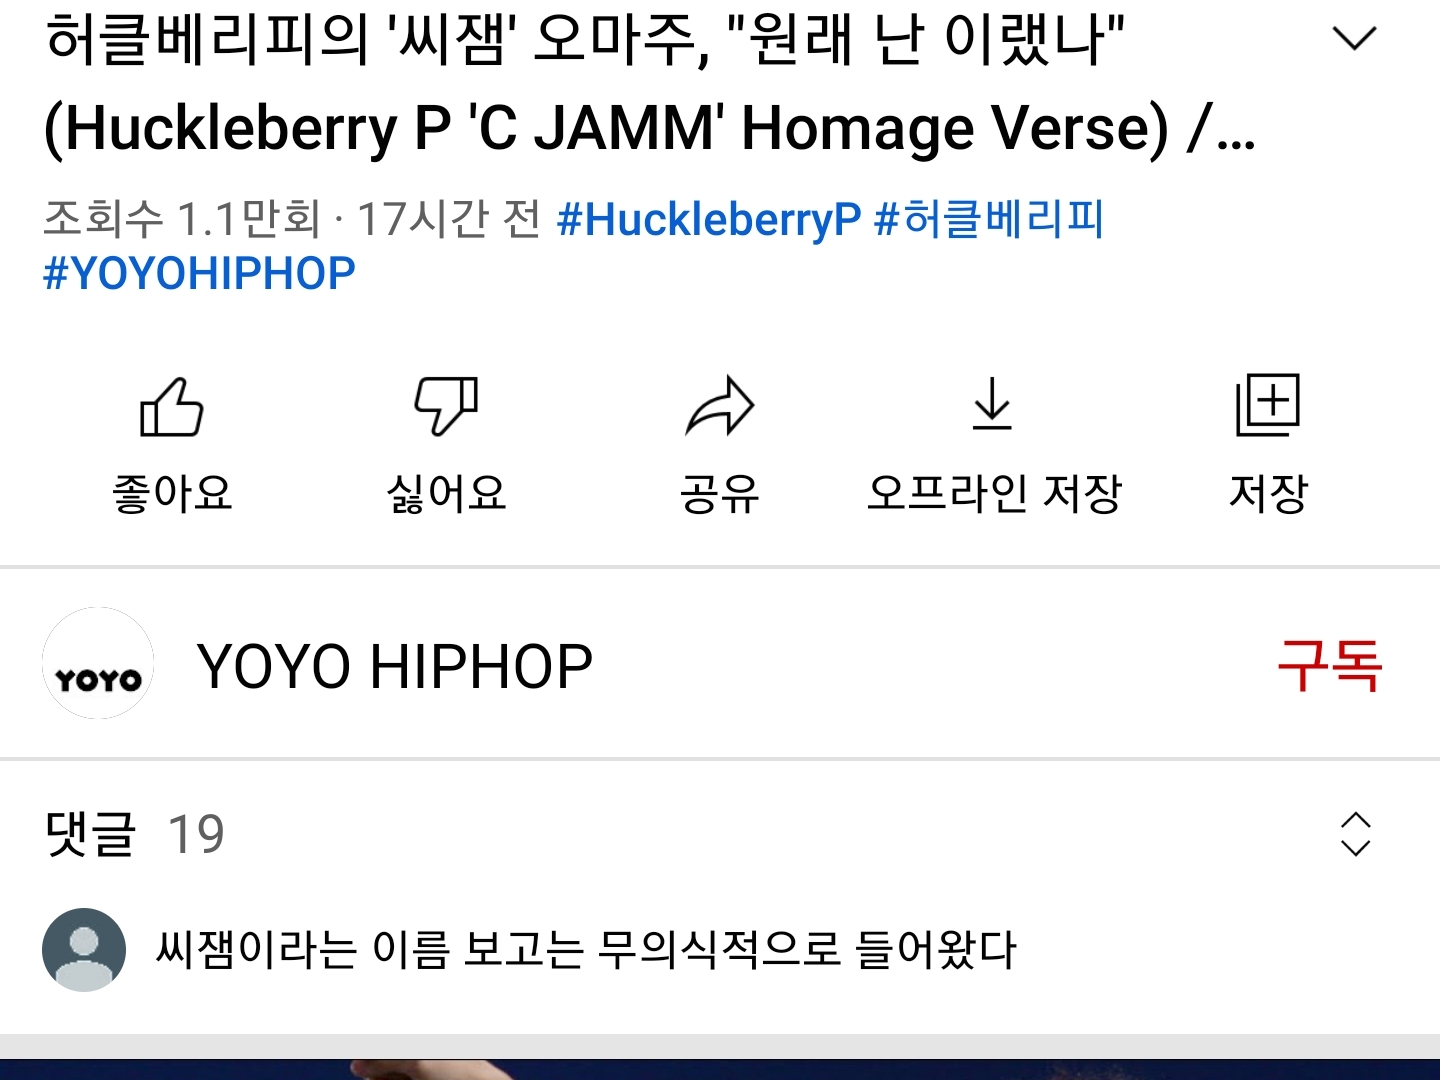 허클베리피의 '씨잼' 오마주, "원래 난 이랬나"
(Huckleberry P 'C JAMM' Homage Verse) /...
조회수 1.1만회 · 17시간 전 #HuckleberryP #허클베리피
#YOYOHIPHOP
좋아요 싫어요 공유 오프라인 저장 저장
YOYO YOYO HIPHOP 구독
댓글 19
씨잼이라는 이름 보고는 무의식적으로 들어왔다